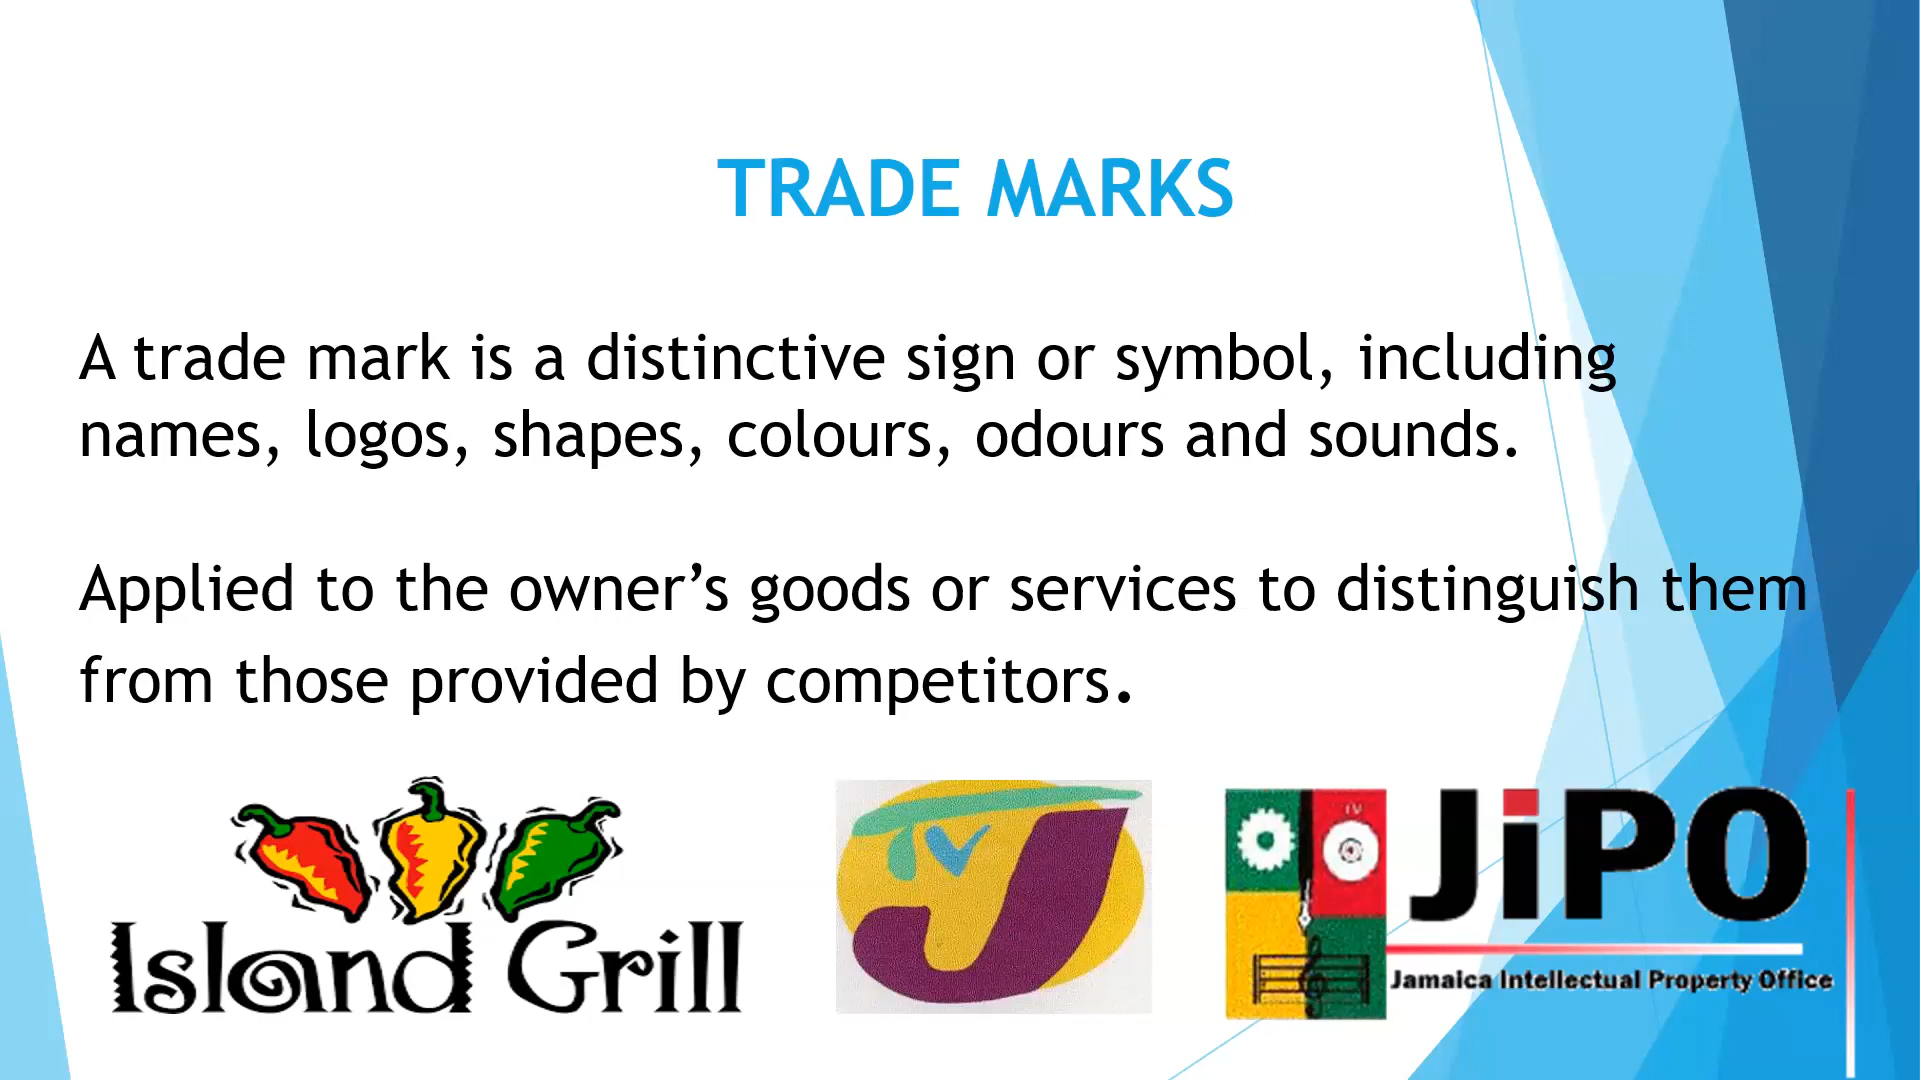 TRADE MARKS
A trade mark is a distinctive sign or symbol, including
names, logos, shapes, colours, odours and sounds.
Applied to the owner’s goods or services to distinguish them
from those provided by competitors.
Island Grill
TVJ
JiPO
Jamaica Intellectual Property Office